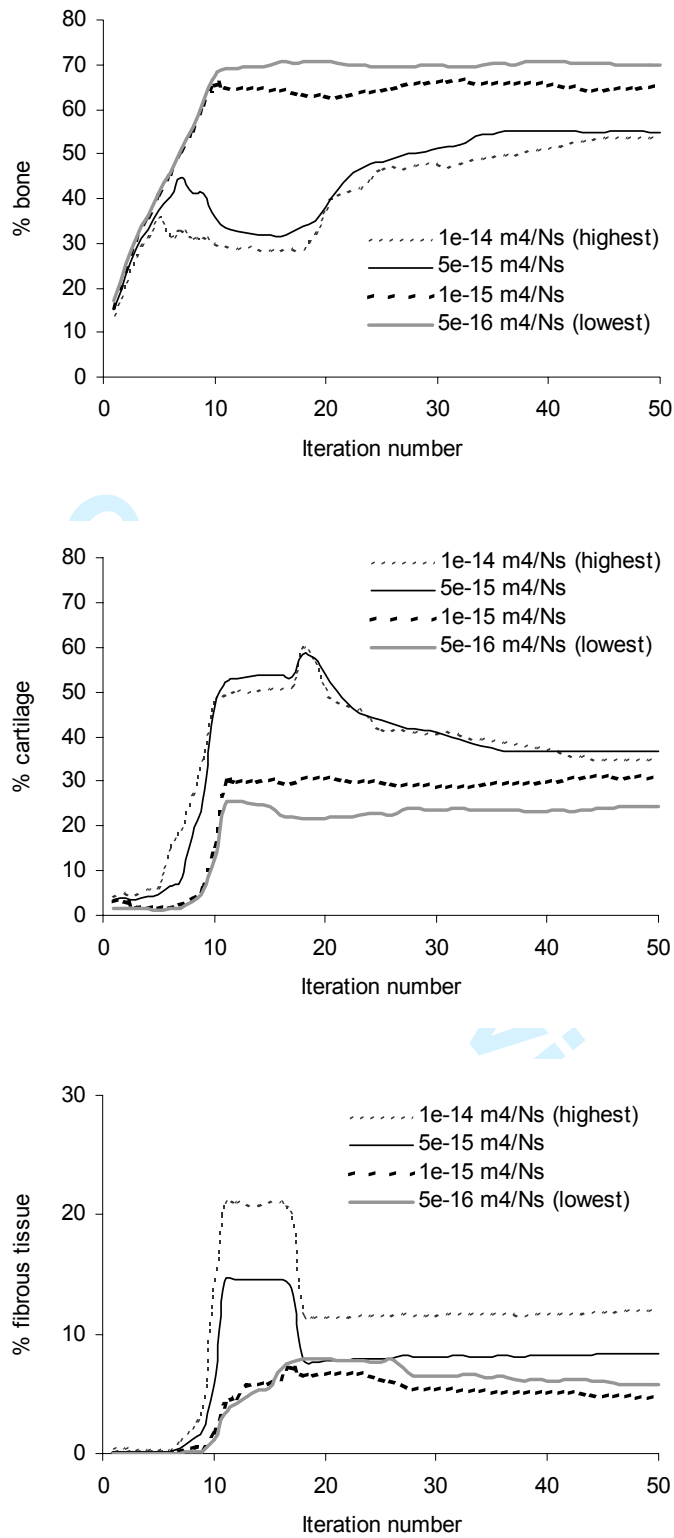 80
70
60
50
40
30
20
10
0
% bone
1e-14 m4/Ns (highest)
5e-15 m4/Ns
1e-15 m4/Ns
5e-16 m4/Ns (lowest)
0 10 20 30 40 50
Iteration number
80
70
60
50
40
30
20
10
0
% cartilage
1e-14 m4/Ns (highest)
5e-15 m4/Ns
1e-15 m4/Ns
5e-16 m4/Ns (lowest)
0 10 20 30 40 50
Iteration number
30
20
10
0
% fibrous tissue
1e-14 m4/Ns (highest)
5e-15 m4/Ns
1e-15 m4/Ns
5e-16 m4/Ns (lowest)
0 10 20 30 40 50
Iteration number